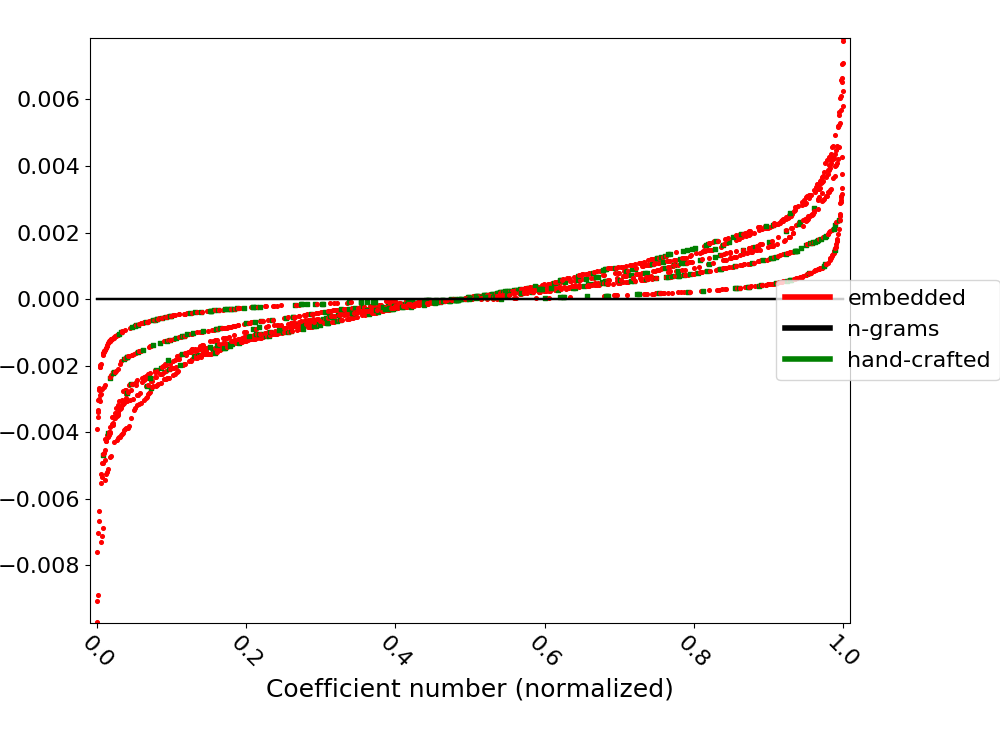 0.006
0.004
0.002
0.000
−0.002
−0.004
−0.006
−0.008
embedded
n-grams
hand-crafted
0.0 0.2 0.4 0.6 0.8 1.0
Coefficient number (normalized)